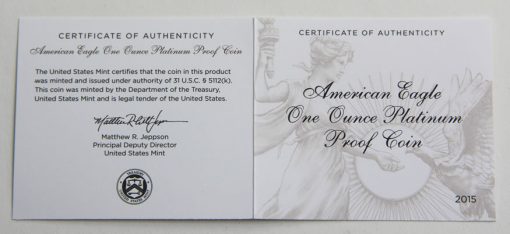 CERTIFICATE OF AUTHENTICITY
American Eagle One Ounce Platinum Proof Coin
The United States Mint certifies that the coin in this product
was minted and issued under authority of 31 U.S.C. § 5112(k).
This coin was minted by the Department of the Treasury,
United States Mint and is legal tender of the United States.
Matthew R. Jeppson
Principal Deputy Director
United States Mint
CERTIFICATE OF AUTHENTICITY
American Eagle
One Ounce Platinum
Proof Coin
2015